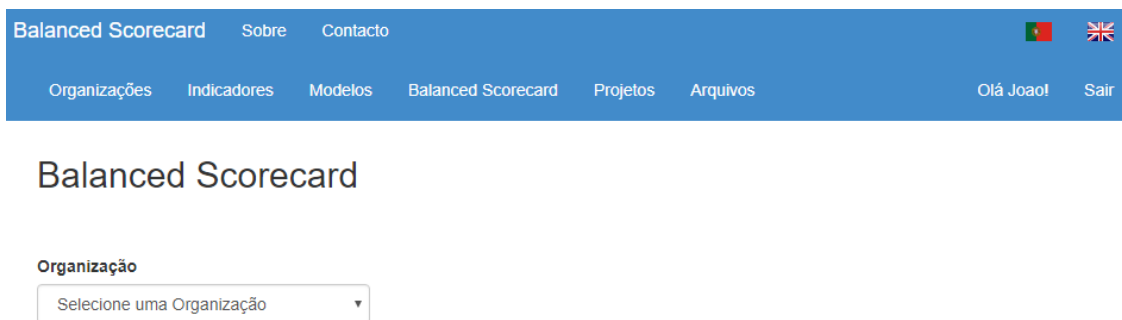 Balanced Scorecard Sobre Contacto
Organizações Indicadores Modelos Balanced Scorecard Projetos Arquivos Olá Joao! Sair
Balanced Scorecard
Organização
Selecione uma Organização